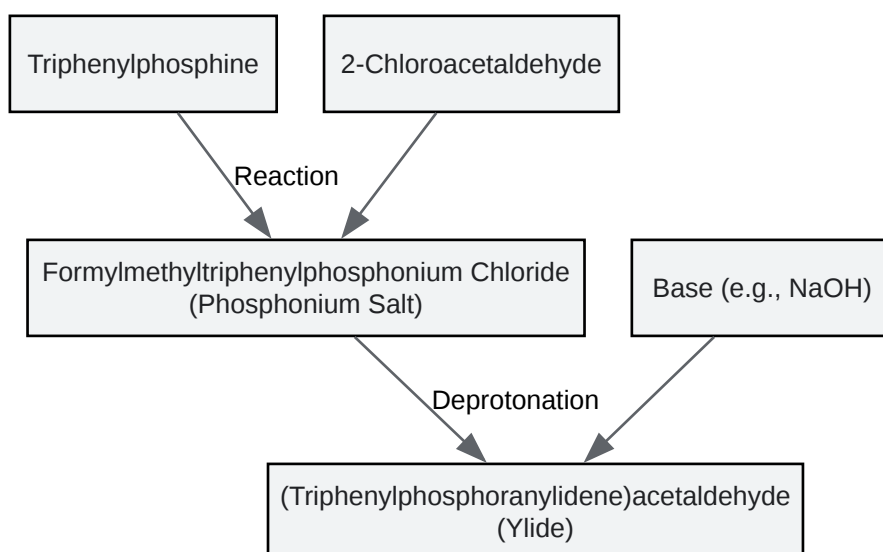 Triphenylphosphine
2-Chloroacetaldehyde
Reaction
Formylmethyltriphenylphosphonium Chloride
(Phosphonium Salt)
Base (e.g., NaOH)
Deprotonation
(Triphenylphosphoranylidene)acetaldehyde
(Ylide)